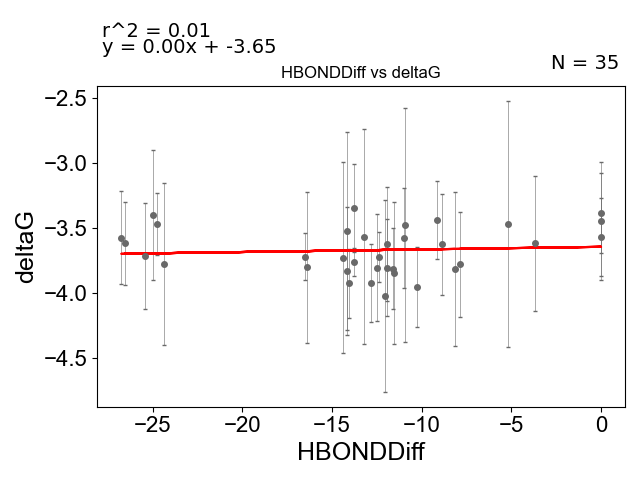 r^2 = 0.01
y = 0.00x + -3.65
N = 35
HBONDDiff vs deltaG
deltaG
−2.5
−3.0
−3.5
−4.0
−4.5
−25
−20
−15
−10
−5
0
HBONDDiff